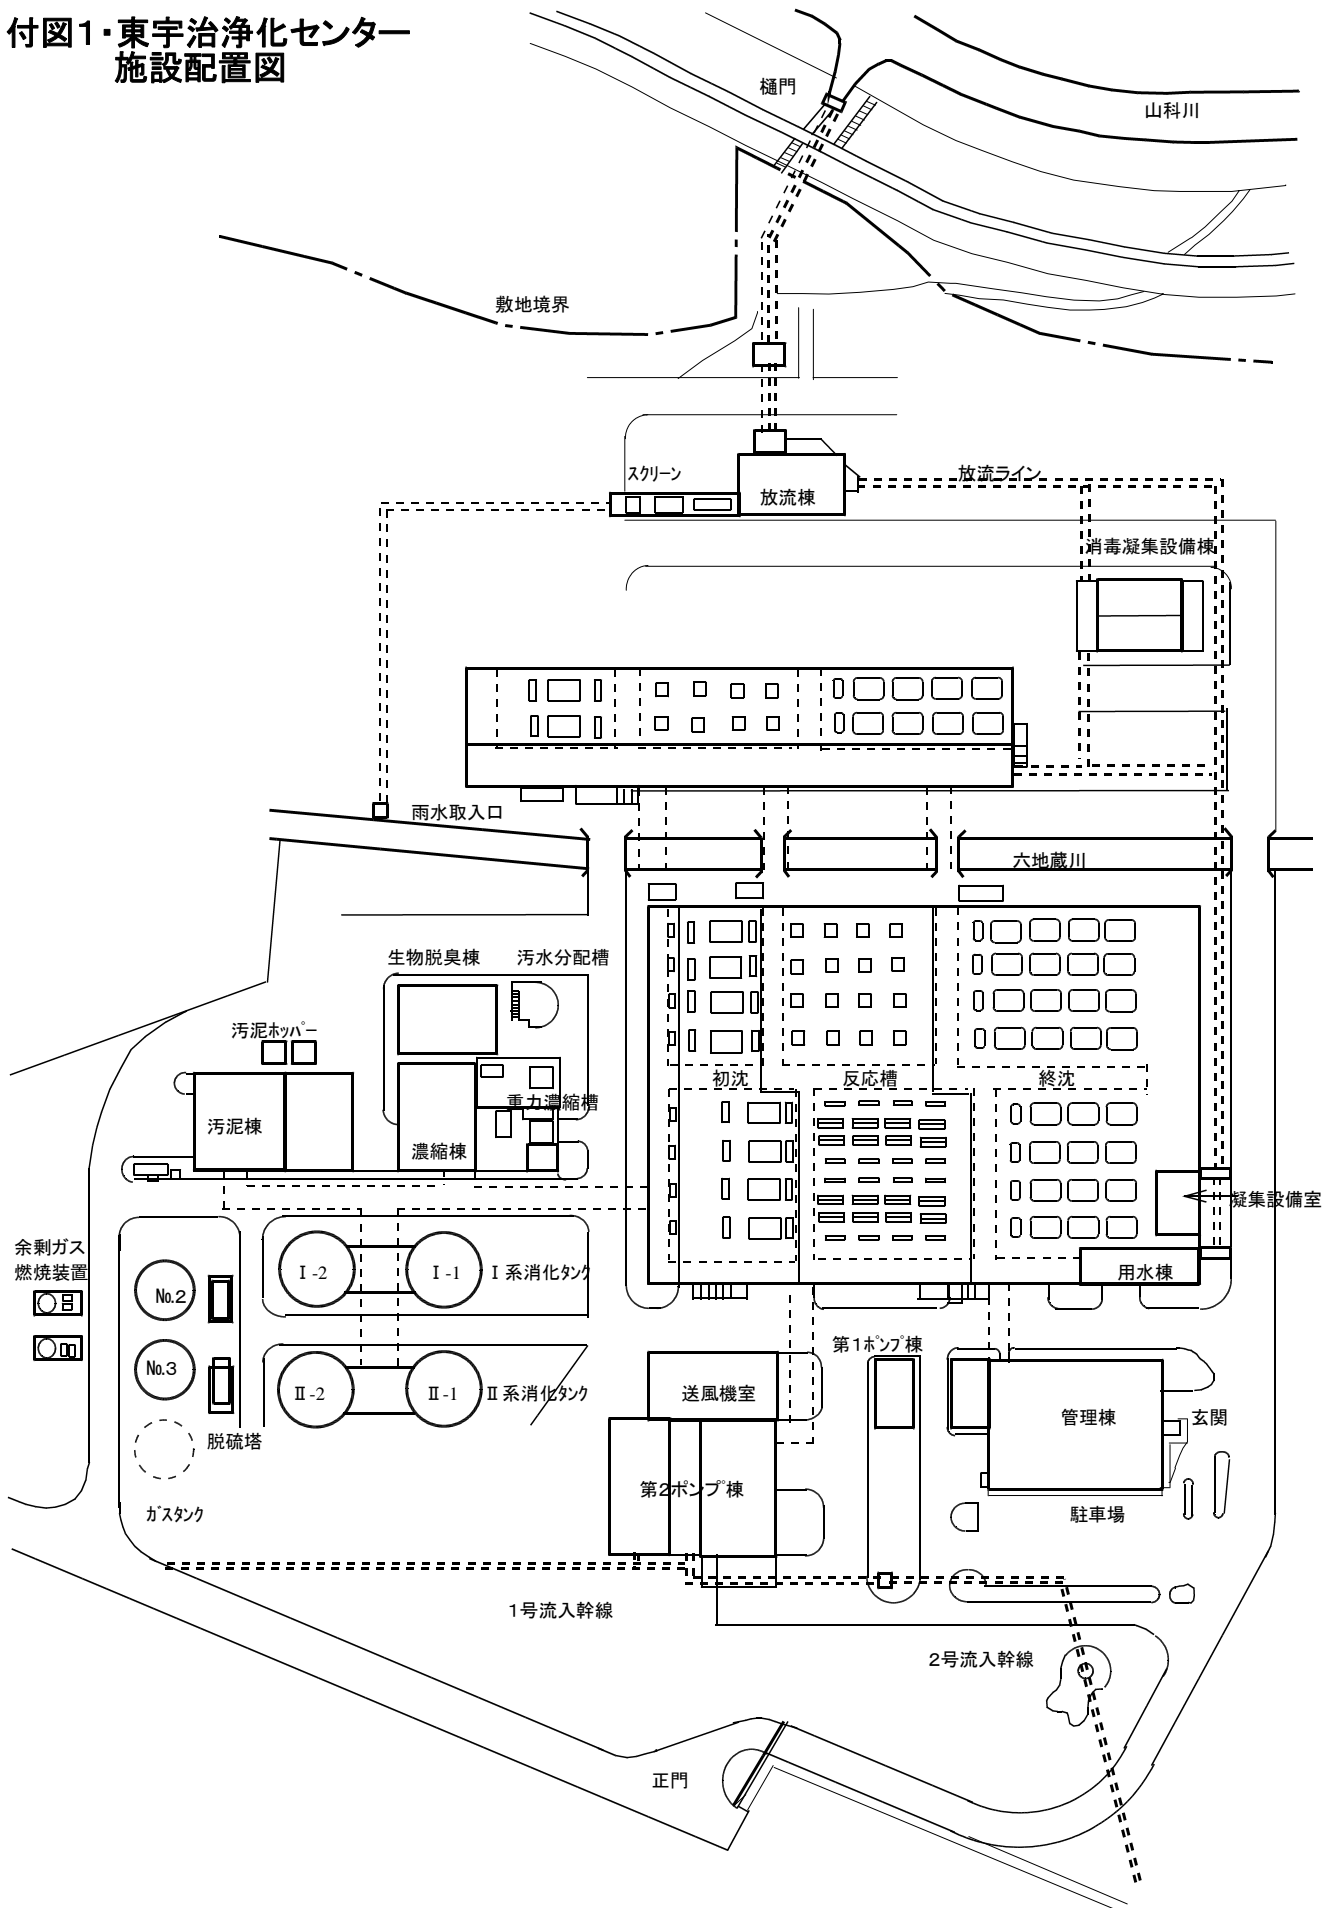 付図1・東宇治浄化センター
施設配置図
樋門
山科川
敷地境界
スクリーン
放流ライン
放流棟
消毒凝集設備棟
雨水取入口
六地蔵川
生物脱臭棟
汚水分配槽
汚泥ホッパー
初沈
反応槽
終沈
重力濃縮槽
汚泥棟
濃縮棟
凝集設備室
余剰ガス
燃焼装置
Ⅰ-2
Ⅰ-1
Ⅰ系消化タンク
用水棟
No.2
第1ポンプ棟
No.3
Ⅱ-2
Ⅱ-1
Ⅱ系消化タンク
送風機室
管理棟
玄関
脱硫塔
第2ポンプ棟
ガスタンク
駐車場
1号流入幹線
2号流入幹線
正門